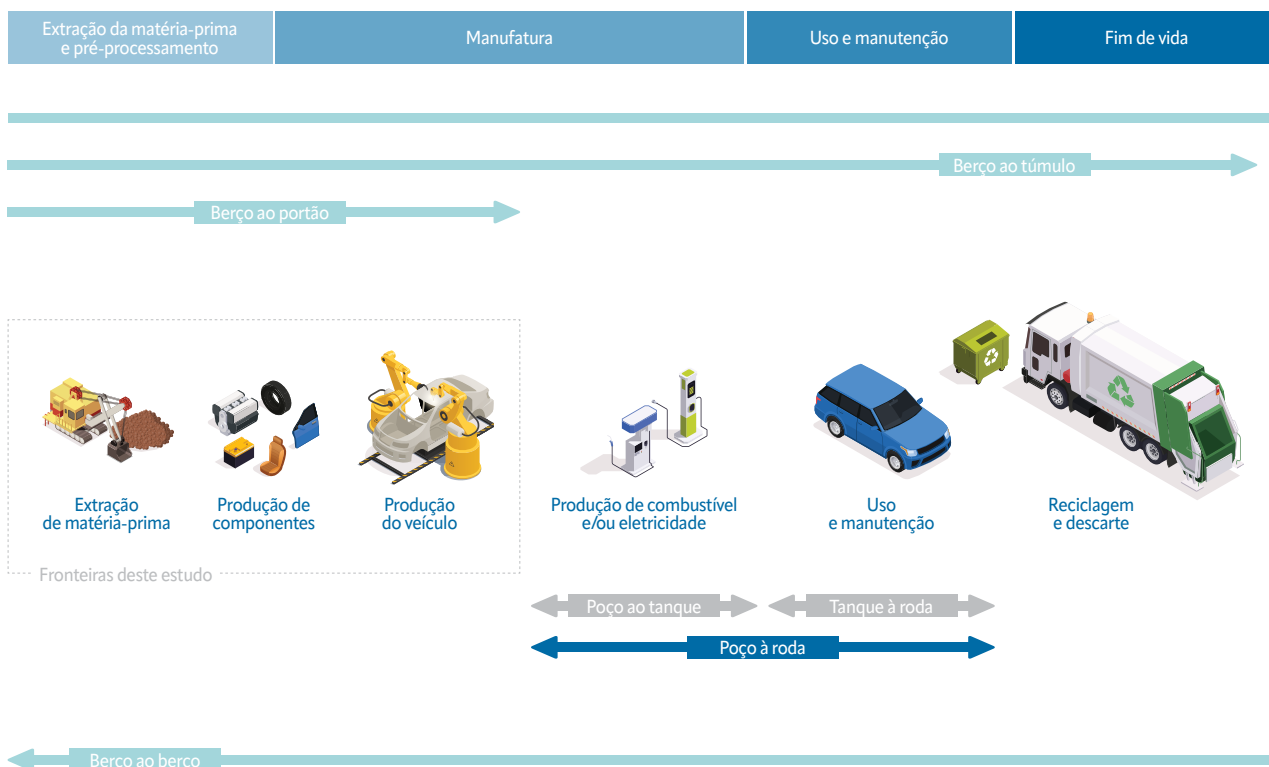 Extração da matéria-prima
e pré-processamento
Manufatura
Uso e manutenção
Fim de vida
Berço ao túmulo
Berço ao portão
Extração
de matéria-prima
Produção de
componentes
Produção
do veículo
Produção de combustível
e/ou eletricidade
Uso
e manutenção
Reciclagem
e descarte
Fronteiras deste estudo
Poço ao tanque
Tanque à roda
Poço à roda
Berço ao berço